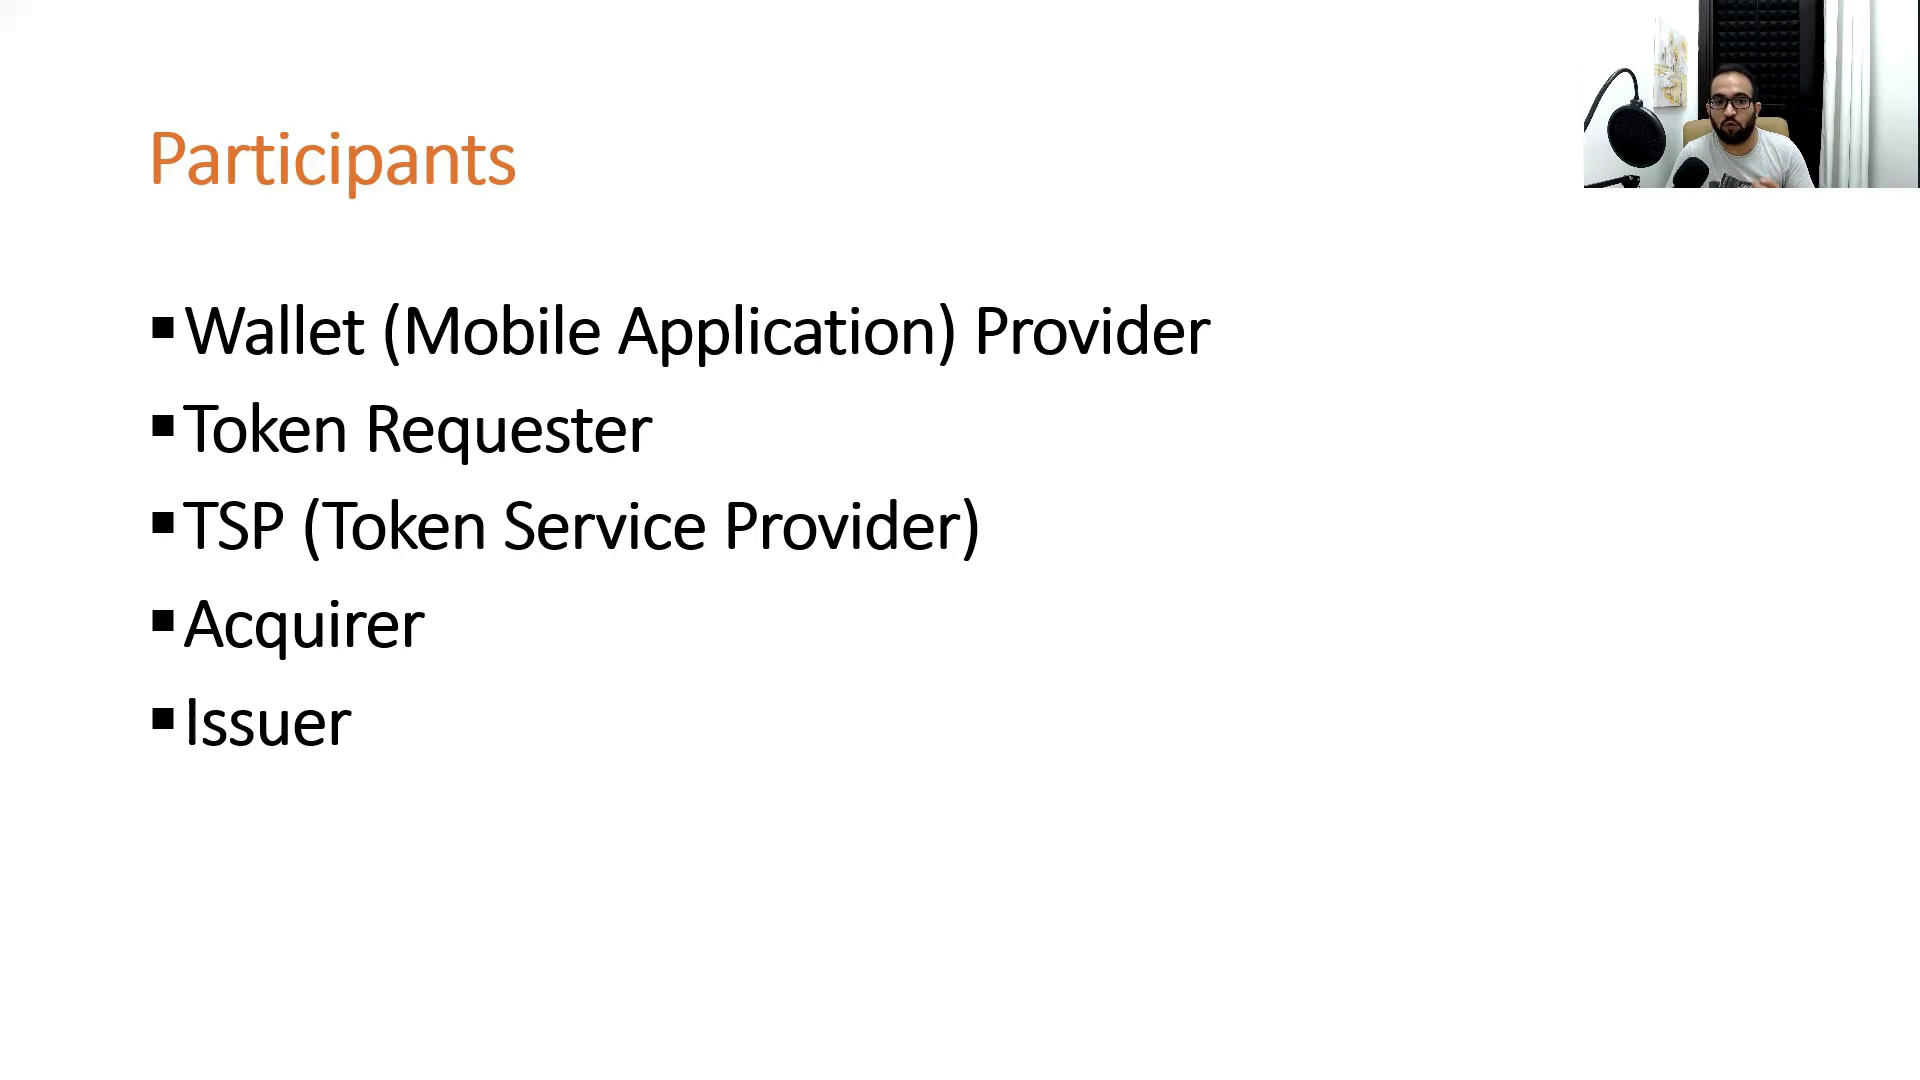 Participants
▪Wallet (Mobile Application) Provider
▪Token Requester
▪TSP (Token Service Provider)
▪Acquirer
▪Issuer